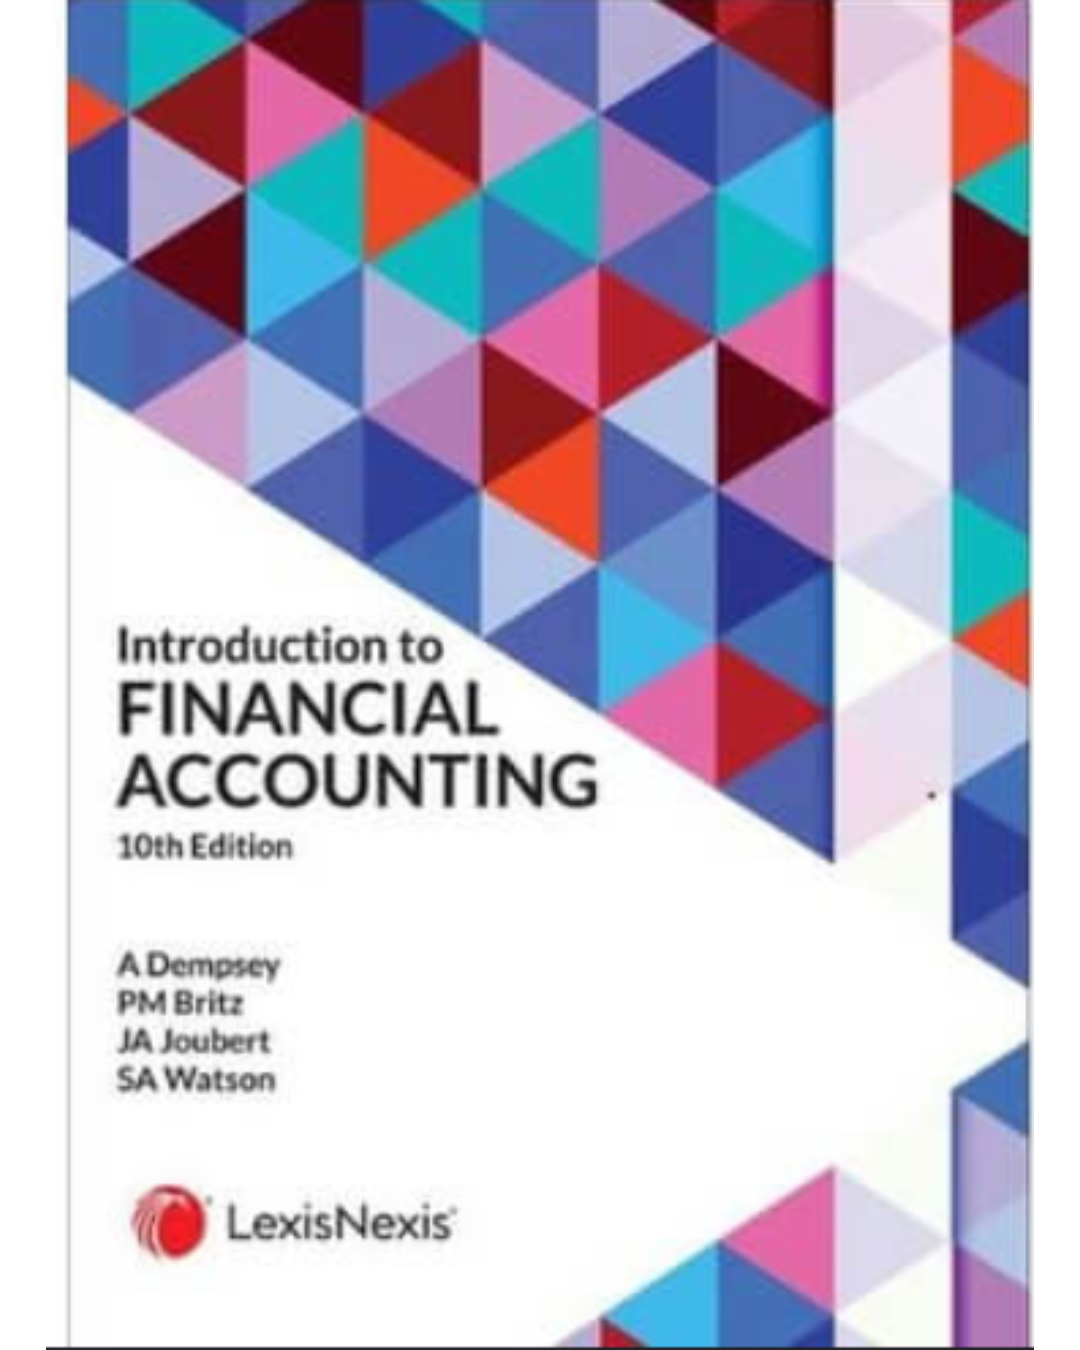 Introduction to
FINANCIAL
ACCOUNTING
10th Edition
A Dempsey
PM Britz
JA Joubert
SA Watson
LexisNexis